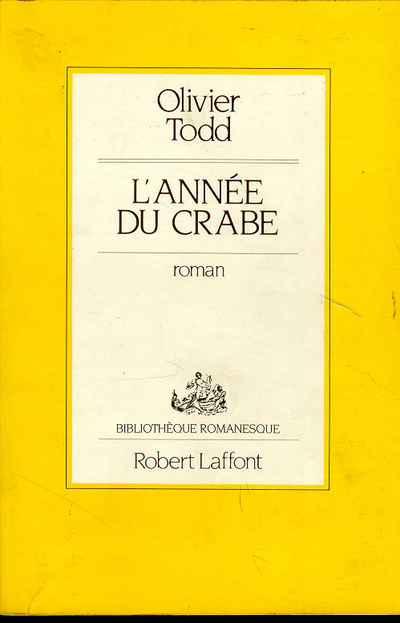 Olivier
Todd
L'ANNÉE
DU CRABE
roman
BIBLIOTHÈQUE ROMANESQUE
Robert Laffont